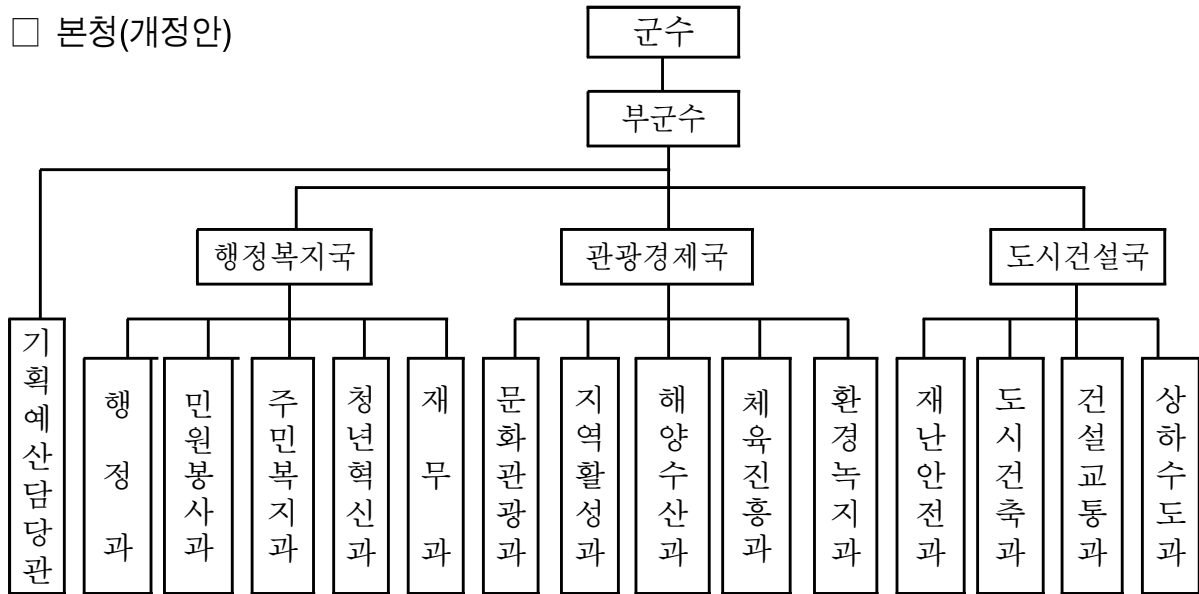 □ 본청(개정안)
군수
부군수
행정복지국
관광경제국
도시건설국
기획예산담당관
행정과
민원봉사과
주민복지과
청년혁신과
재무과
문화관광과
지역활성과
해양수산과
체육진흥과
환경녹지과
재난안전과
도시건축과
건설교통과
상하수도과